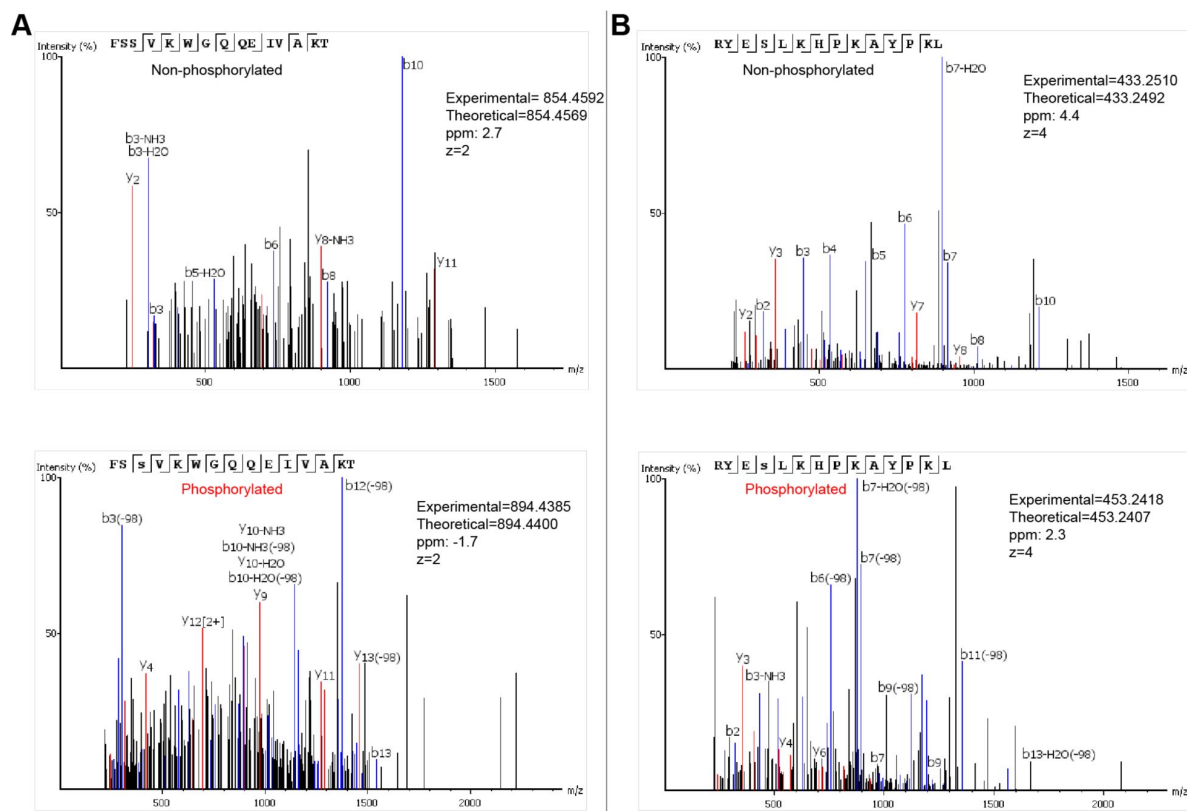 A
FSSVKWGQQEIVAKT
Intensity (%)
100
Non-phosphorylated
b10
Experimental= 854.4592
Theoretical=854.4569
ppm: 2.7
z=2
b3-NH3
b3-H2O
y2
50
b6
y8-NH3
b5-H2O
b8
y11
b3
500
1000
1500
m/z
B
RYESLKHPKAYPKL
Intensity (%)
100
Non-phosphorylated
b7-H2O
Experimental=433.2510
Theoretical=433.2492
ppm: 4.4
z=4
50
b6
y3
b3
b4
b5
b7
b2
y2
y7
b10
b8
y8
500
1000
1500
m/z
FSsVKWGQQEIVAKT
Intensity (%)
100
Phosphorylated
b12(-98)
Experimental=894.4385
Theoretical=894.4400
ppm: -1.7
z=2
b3(-98)
y10-NH3
b10-NH3(-98)
y10-H2O
b10-H2O(-98)
y9
50
y12[2+]
y4
y11
y13(-98)
b13
500
1000
1500
2000
m/z
RYEsLKHPKAYPKL
Intensity (%)
100
Phosphorylated
b7-H2O(-98)
Experimental=453.2418
Theoretical=453.2407
ppm: 2.3
z=4
b7(-98)
b6(-98)
50
y3
b3-NH3
b11(-98)
b9(-98)
b2
y4
y6
b7
b9
b13-H2O(-98)
500
1000
1500
2000
m/z